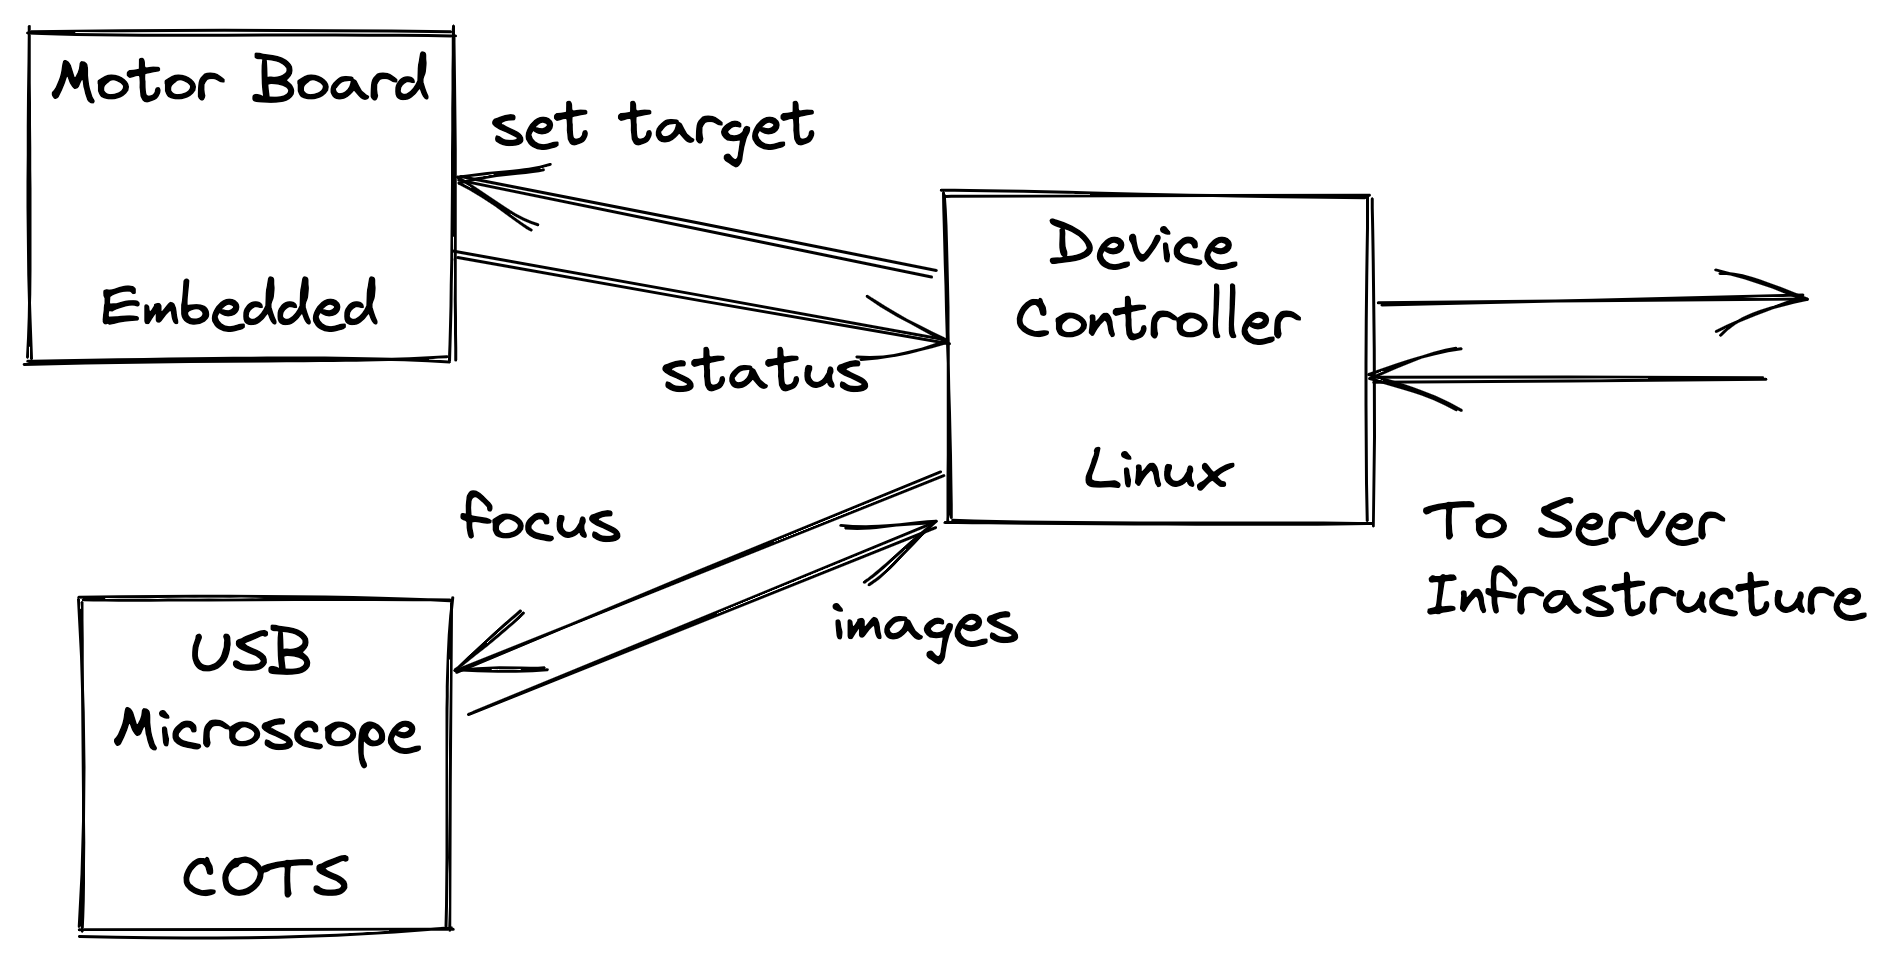 Motor Board
Embedded
set target
status
Device
Controller
Linux
To Server
Infrastructure
focus
images
USB
Microscope
COTS